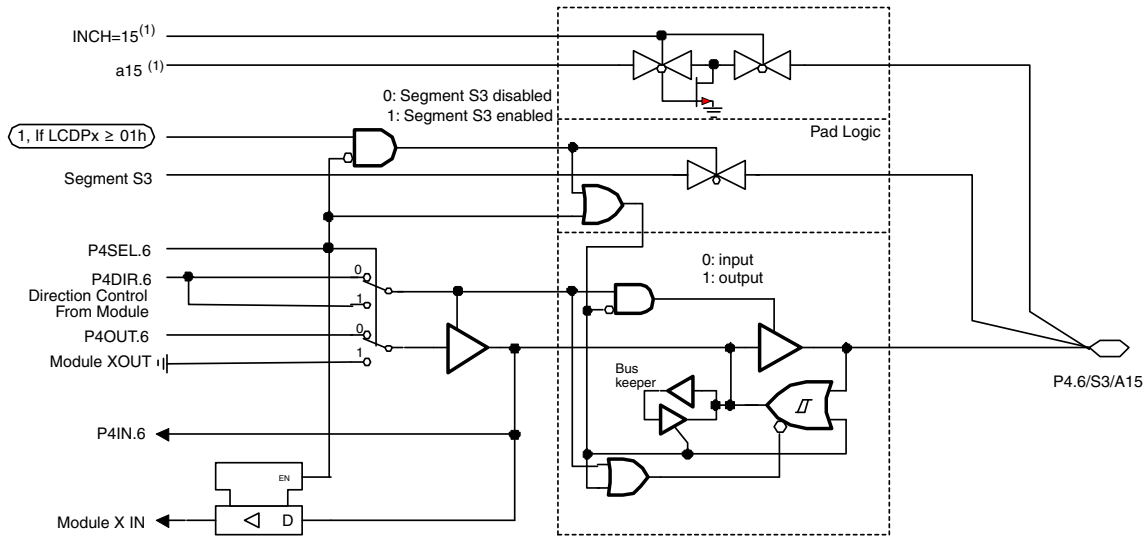 INCH=15(1)
a15 (1)
0: Segment S3 disabled
1: Segment S3 enabled
Pad Logic
1, If LCDPx ≥ 01h
Segment S3
P4SEL.6
0: input
1: output
P4DIR.6
0
Direction Control
From Module
1
P4OUT.6
0
Module XOUT
1
Bus
keeper
P4.6/S3/A15
P4IN.6
EN
Module X IN
D